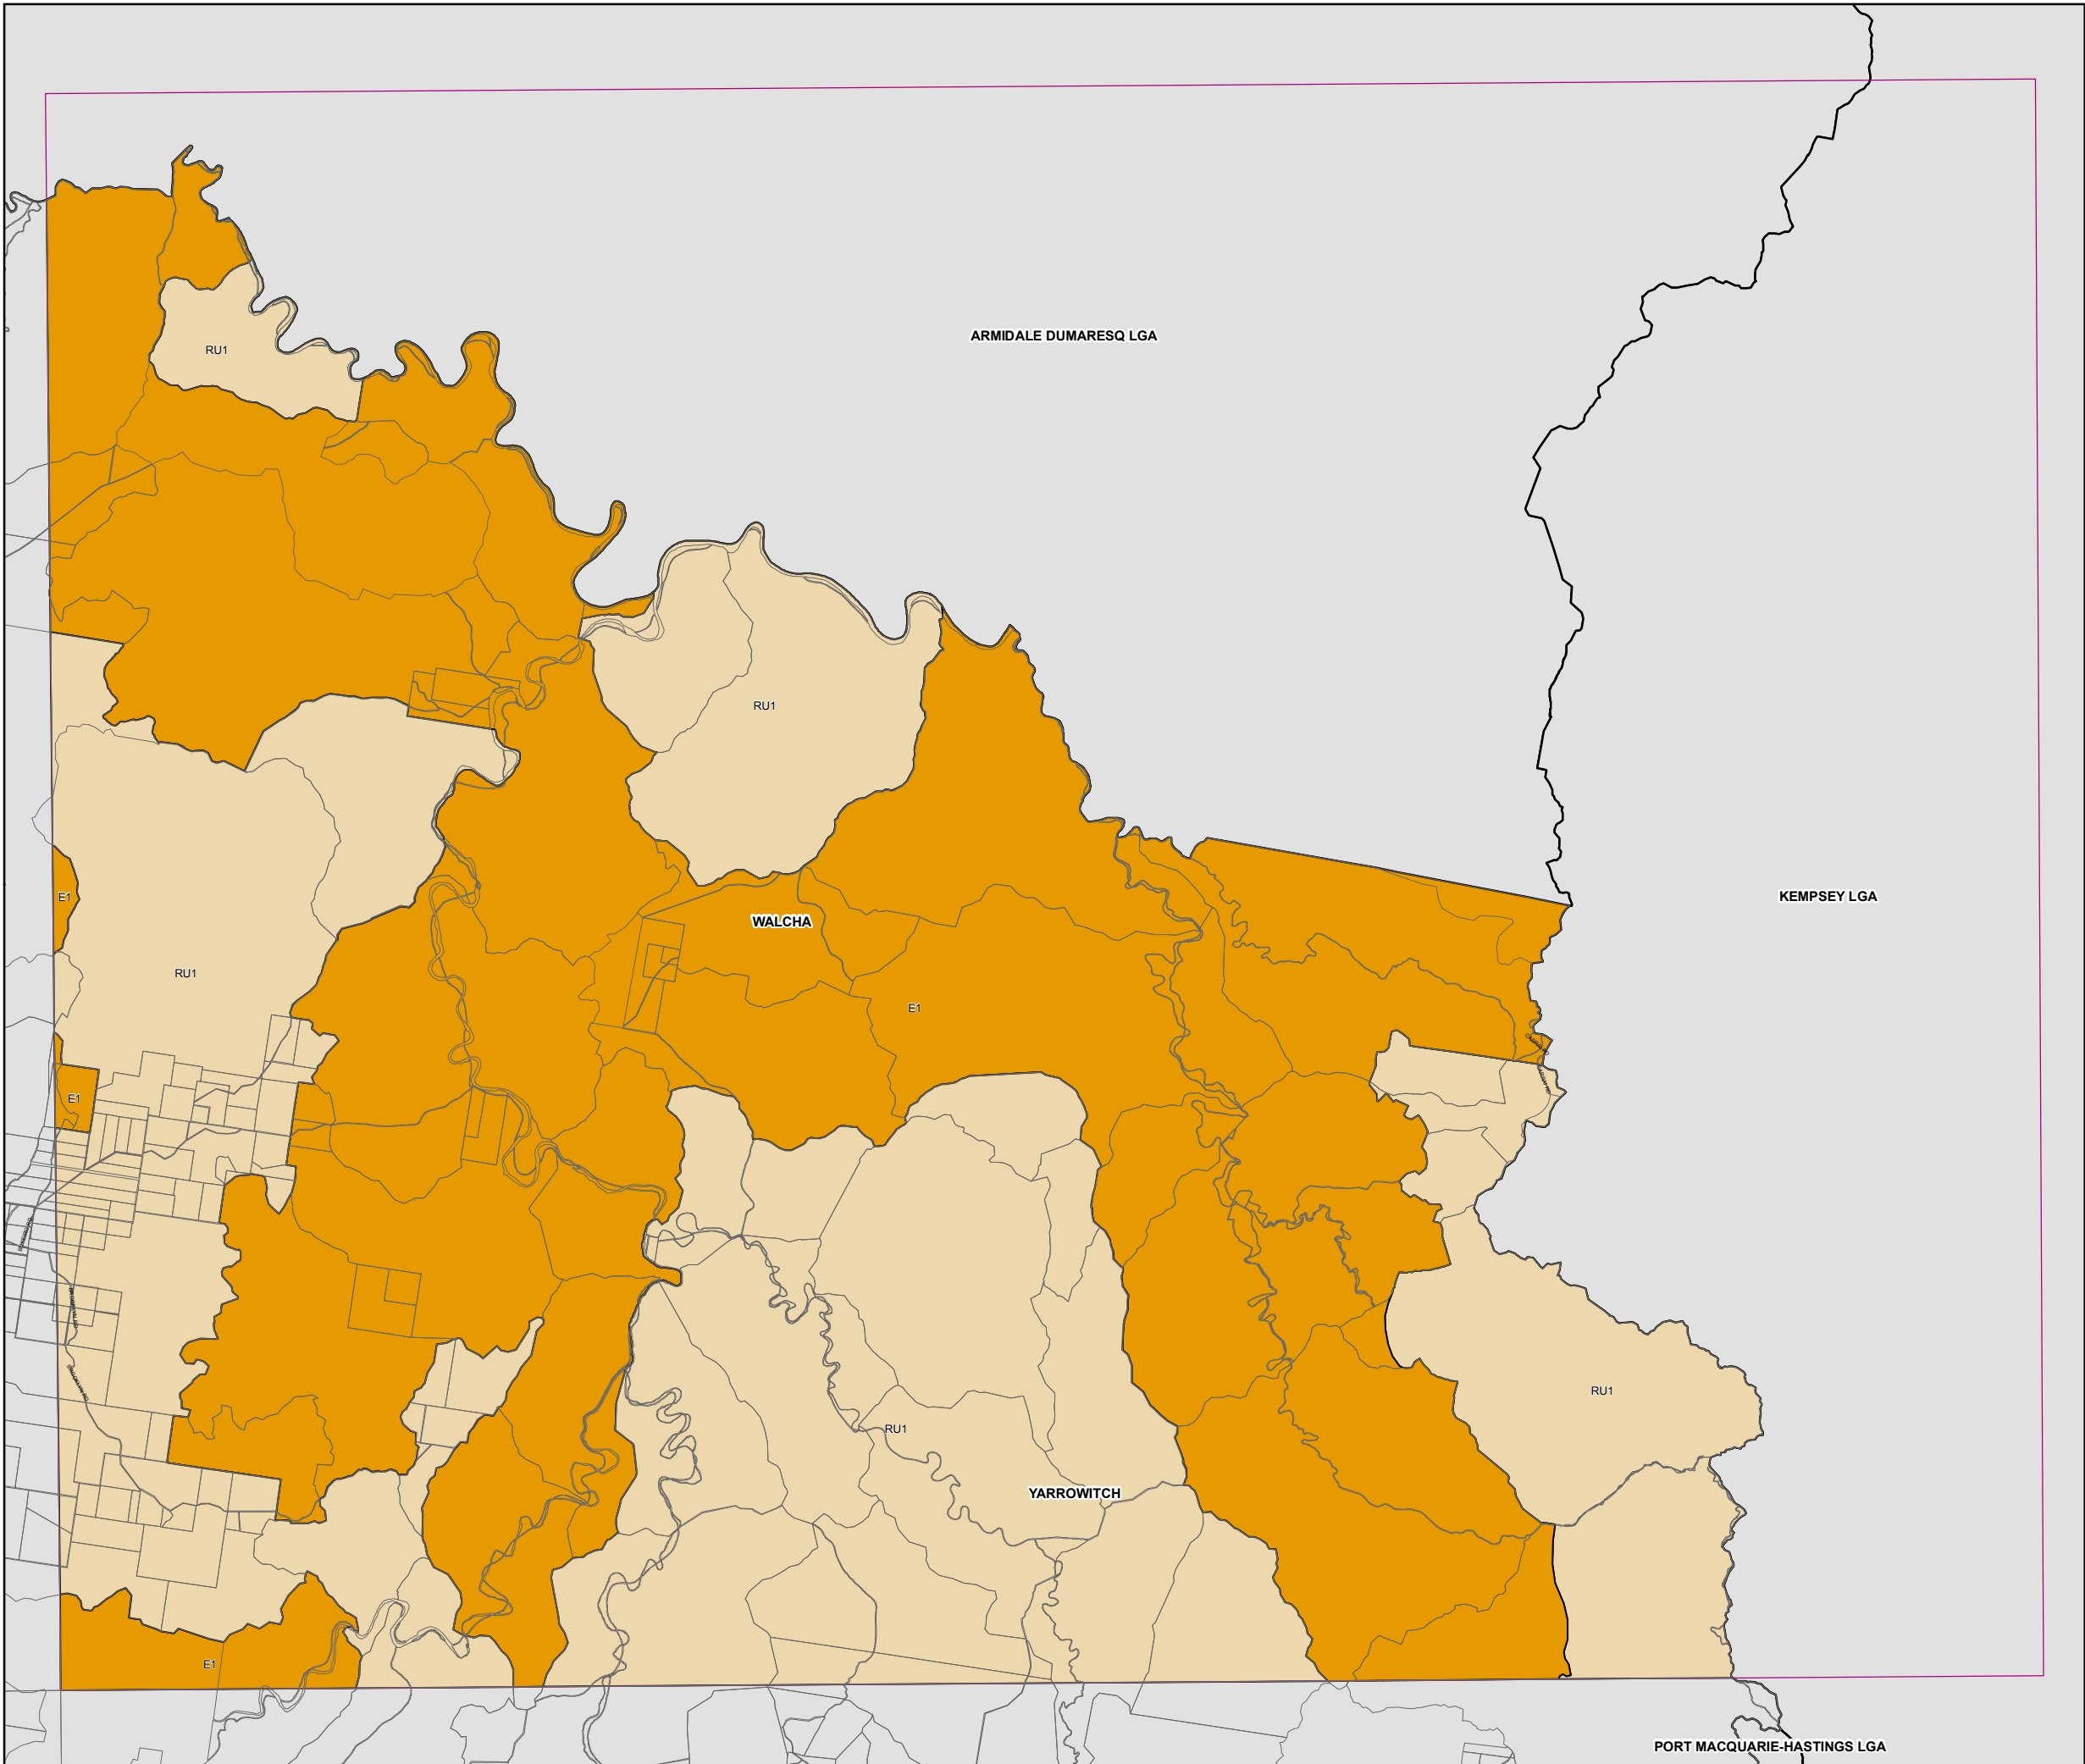 ARMIDALE DUMARESQ LGA
RU1
RU1
KEMPSEY LGA
E1
WALCHA
RU1
E1
E1
RU1
RU1
YARROWITCH
E1
PORT MACQUARIE-HASTINGS LGA